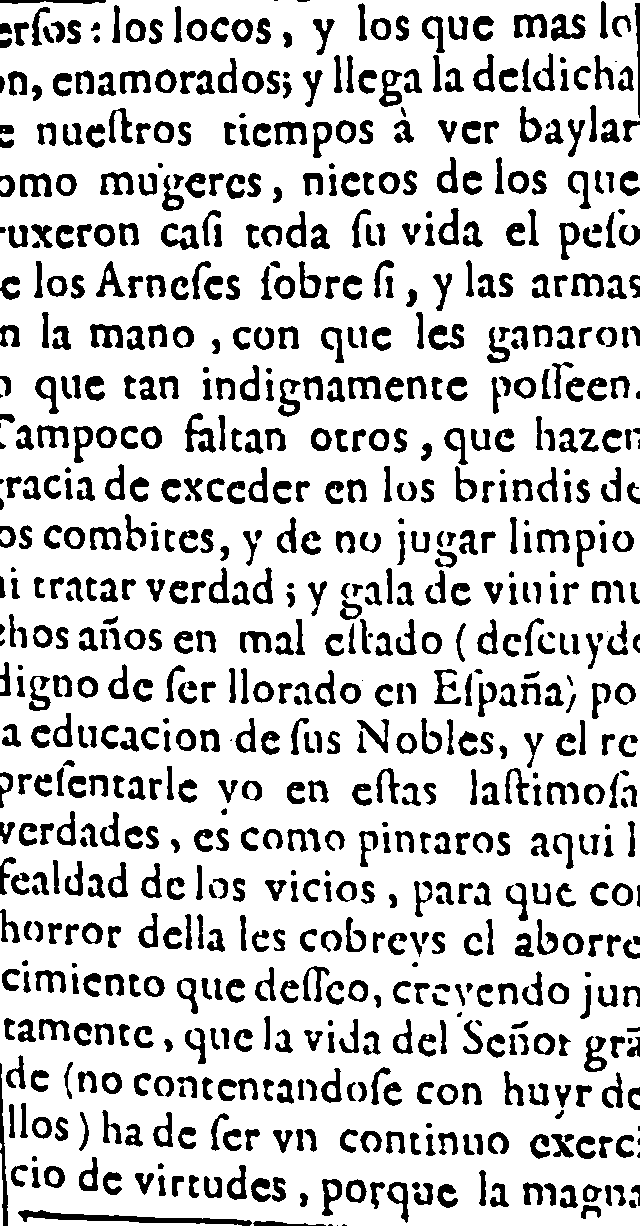 erſos: los locos, y los que mas lo
on, enamorados; y llega la deſdicha
e nueſtros tiempos à ver baylar
omo mugeres, nietos de los que
ruxeron caſi toda ſu vida el peſo
e los Arneſes ſobre ſi, y las armas
n la mano, con que les ganaron
o que tan indignamente poſſeen.
Tampoco faltan otros, que hazen
gracia de exceder en los brindis de
os combites, y de no jugar limpio
ni tratar verdad; y gala de viuir mu
chos años en mal eſtado (deſcuydo
digno de ſer llorado en Eſpaña) po
a educacion de ſus Nobles, y el re
preſentarle yo en eſtas laſtimoſa
verdades, es como pintaros aqui l
fealdad de los vicios, para que con
horror della les cobreys el aborre
cimiento que deſſeo, creyendo jun
tamente, que la vida del Señor grã
de (no contentandoſe con huyr de
llos) ha de ſer vn continuo exerci
cio de virtudes, porque la magna